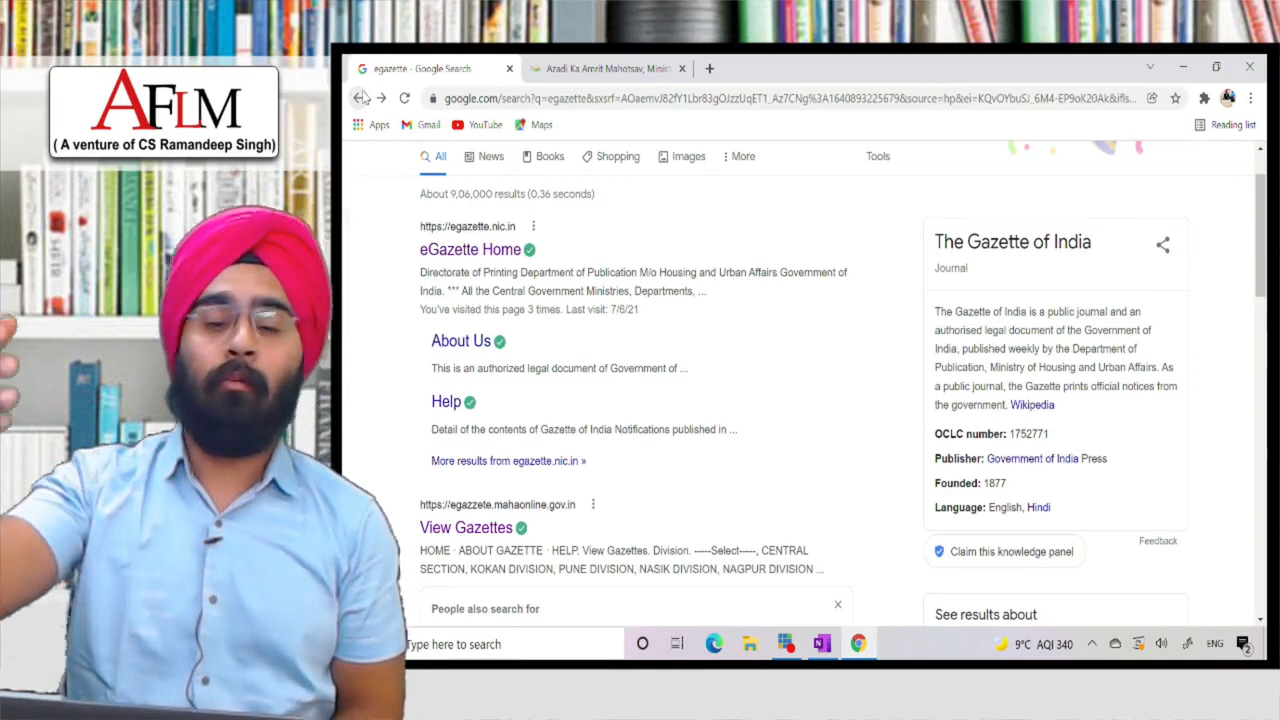 AFLM
( A venture of CS Ramandeep Singh)
egazette - Google Search
Azadi Ka Amrit Mahotsav, Minist
google.com/search?q=egazette&sxsrf=AOaemvJ82fY1Lbr83gOJzzUqET1_Az7CNg%3A1640893225679&source=hp&ei=KQvOYbuSJ_6M4-EP9oK20Ak&ifls...
Apps
Gmail
YouTube
Maps
Reading list
All
News
Books
Shopping
Images
More
Tools
About 9,06,000 results (0.36 seconds)
https://egazette.nic.in
eGazette Home
Directorate of Printing Department of Publication M/o Housing and Urban Affairs Government of
India. *** All the Central Government Ministries, Departments, ...
You've visited this page 3 times. Last visit: 7/6/21
About Us
This is an authorized legal document of Government of ...
Help
Detail of the contents of Gazette of India Notifications published in ...
More results from egazette.nic.in »
https://egazzete.mahaonline.gov.in
View Gazettes
HOME · ABOUT GAZETTE · HELP. View Gazettes. Division. -----Select-----, CENTRAL
SECTION, KOKAN DIVISION, PUNE DIVISION, NASIK DIVISION, NAGPUR DIVISION ...
People also search for
The Gazette of India
Journal
The Gazette of India is a public journal and an
authorised legal document of the Government of
India, published weekly by the Department of
Publication, Ministry of Housing and Urban Affairs. As
a public journal, the Gazette prints official notices from
the government. Wikipedia
OCLC number: 1752771
Publisher: Government of India Press
Founded: 1877
Language: English, Hindi
Feedback
Claim this knowledge panel
See results about
Type here to search
9°C AQI 340
ENG
2